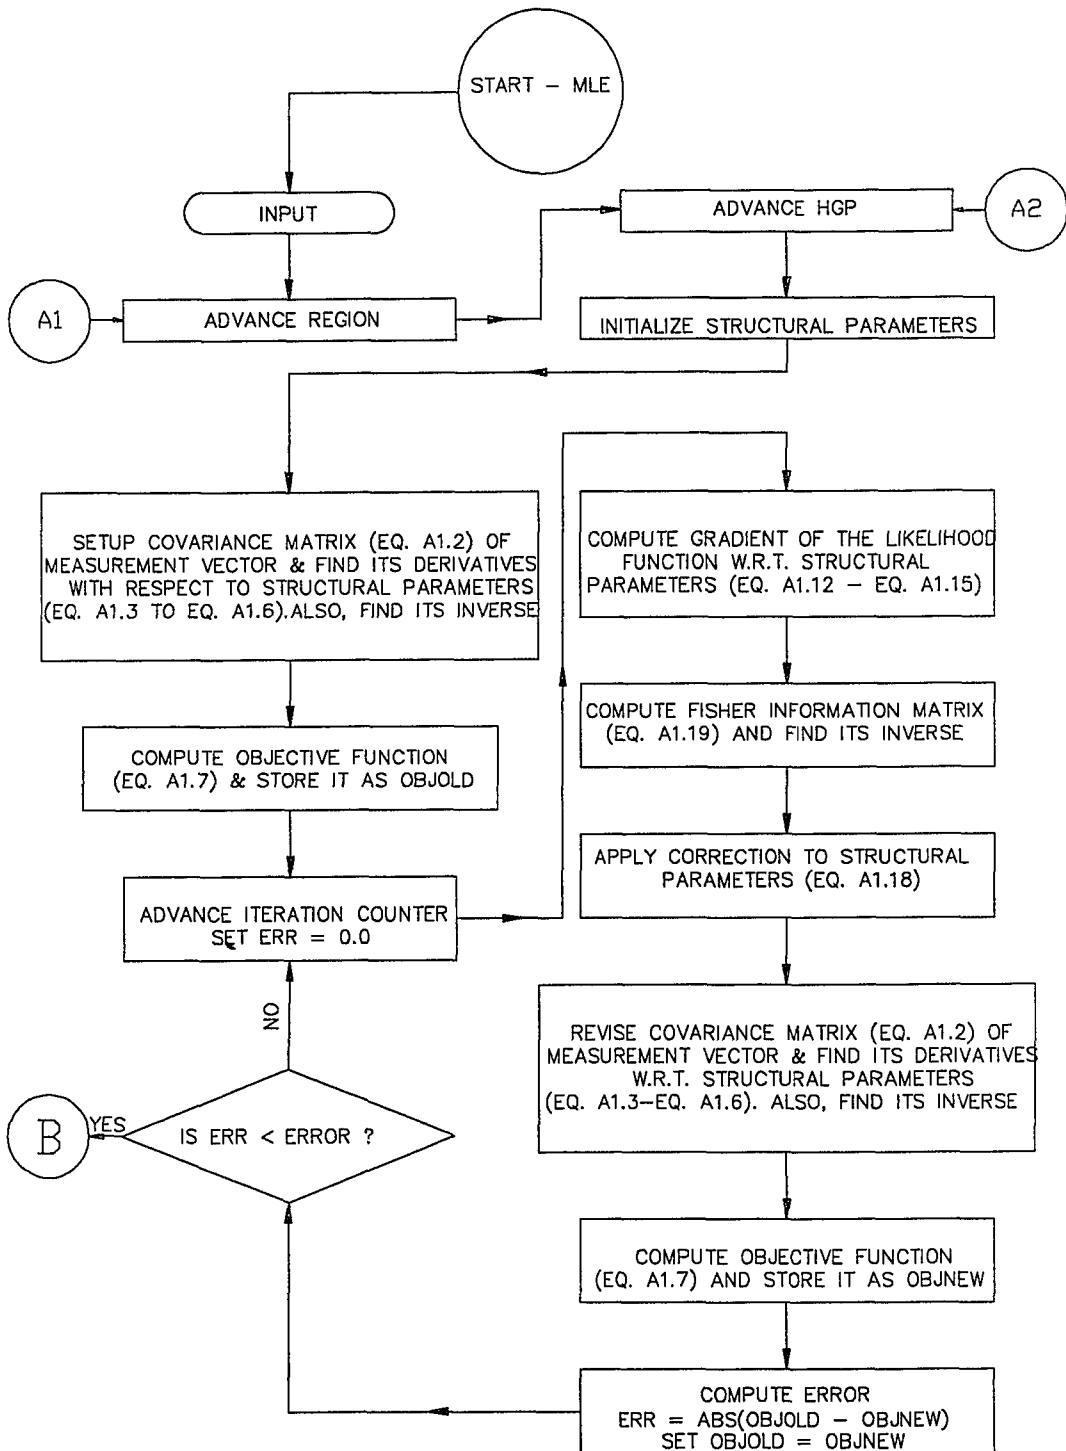 START – MLE
INPUT
ADVANCE HGP
A2
A1
ADVANCE REGION
INITIALIZE STRUCTURAL PARAMETERS
SETUP COVARIANCE MATRIX (EQ. A1.2) OF
MEASUREMENT VECTOR & FIND ITS DERIVATIVES
WITH RESPECT TO STRUCTURAL PARAMETERS
(EQ. A1.3 TO EQ. A1.6).ALSO, FIND ITS INVERSE
COMPUTE OBJECTIVE FUNCTION
(EQ. A1.7) & STORE IT AS OBJOLD
ADVANCE ITERATION COUNTER
SET ERR = 0.0
COMPUTE GRADIENT OF THE LIKELIHOOD
FUNCTION W.R.T. STRUCTURAL
PARAMETERS (EQ. A1.12 – EQ. A1.15)
COMPUTE FISHER INFORMATION MATRIX
(EQ. A1.19) AND FIND ITS INVERSE
APPLY CORRECTION TO STRUCTURAL
PARAMETERS (EQ. A1.18)
REVISE COVARIANCE MATRIX (EQ. A1.2) OF
MEASUREMENT VECTOR & FIND ITS DERIVATIVES
W.R.T. STRUCTURAL PARAMETERS
(EQ. A1.3–EQ. A1.6). ALSO, FIND ITS INVERSE
COMPUTE OBJECTIVE FUNCTION
(EQ. A1.7) AND STORE IT AS OBJNEW
COMPUTE ERROR
ERR = ABS(OBJOLD – OBJNEW)
SET OBJOLD = OBJNEW
IS ERR < ERROR ?
NO
YES
B